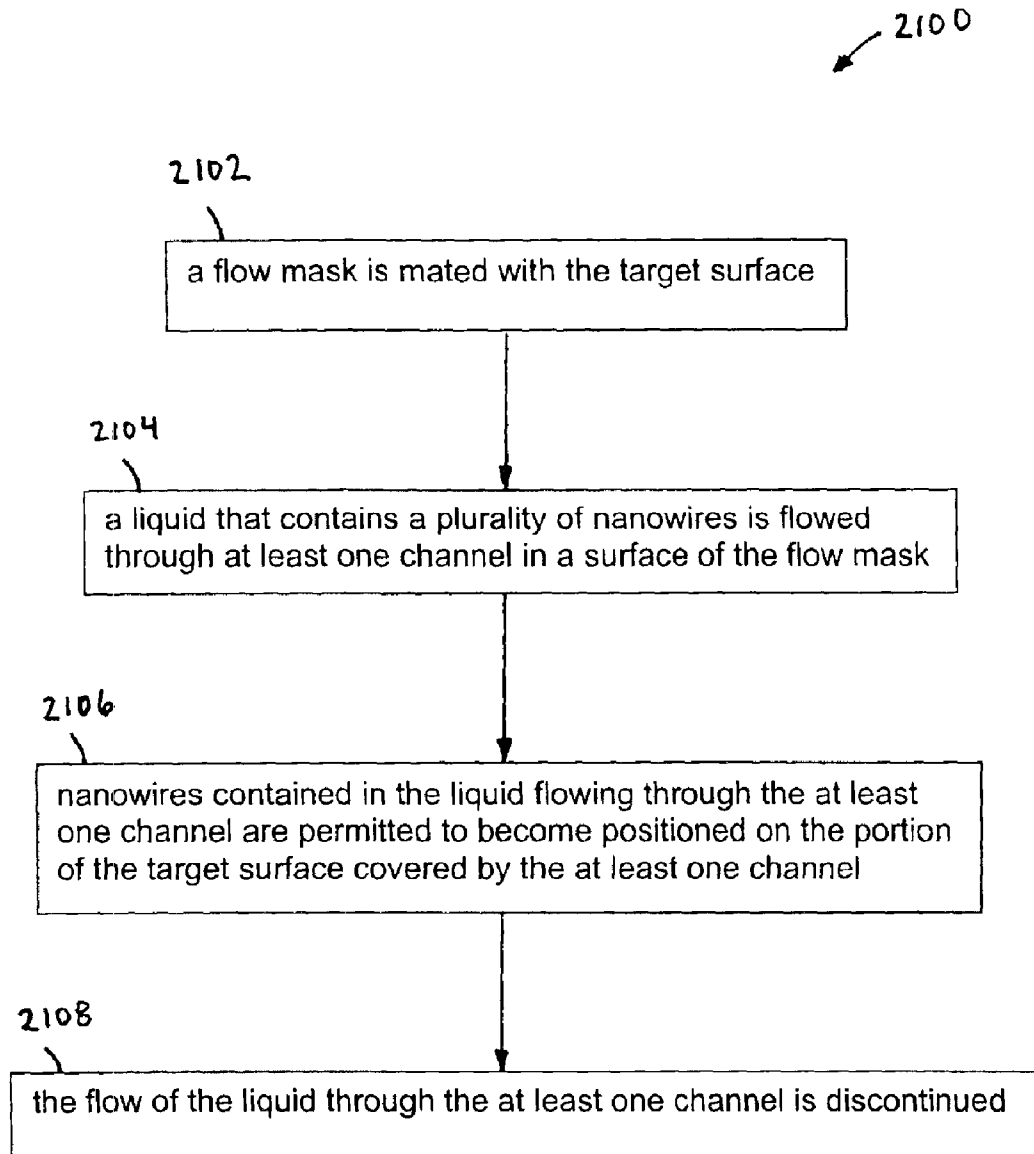 2100
2102
a flow mask is mated with the target surface
2104
a liquid that contains a plurality of nanowires is flowed
through at least one channel in a surface of the flow mask
2106
nanowires contained in the liquid flowing through the at least
one channel are permitted to become positioned on the portion
of the target surface covered by the at least one channel
2108
the flow of the liquid through the at least one channel is discontinued